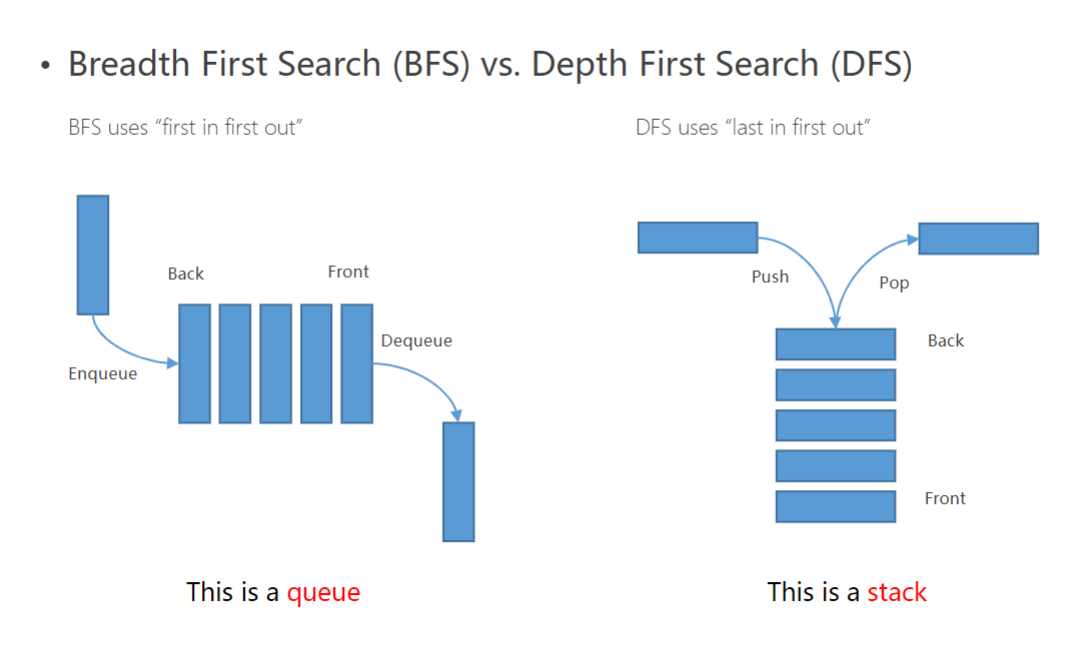 • Breadth First Search (BFS) vs. Depth First Search (DFS)
BFS uses “first in first out”
DFS uses “last in first out”
Back
Front
Enqueue
Dequeue
Push
Pop
Back
Front
This is a queue
This is a stack